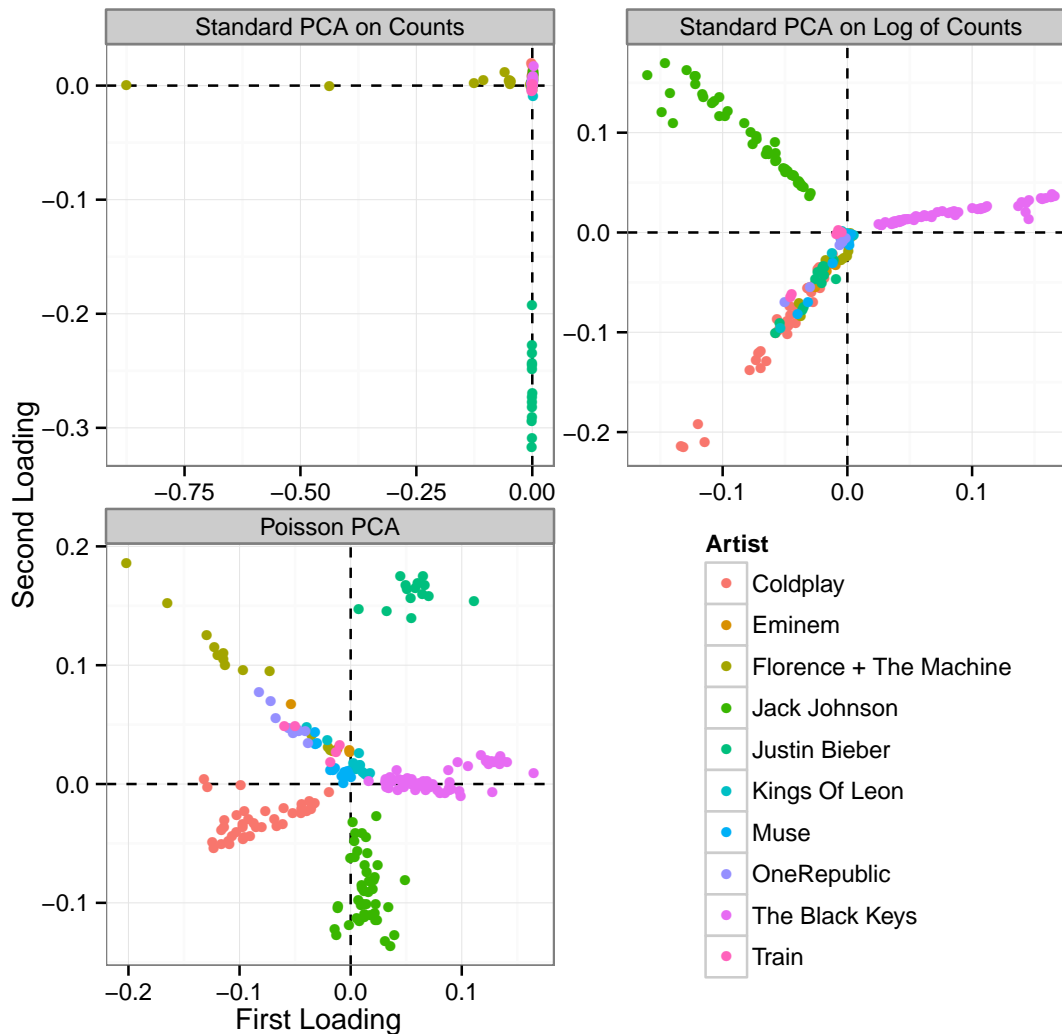 Standard PCA on Counts
Standard PCA on Log of Counts
0.0
−0.1
−0.2
−0.3
−0.75
−0.50
−0.25
0.00
0.1
0.0
−0.1
−0.2
−0.1
0.0
0.1
Second Loading
Poisson PCA
0.2
0.1
0.0
−0.1
−0.2
−0.1
0.0
0.1
First Loading
Artist
Coldplay
Eminem
Florence + The Machine
Jack Johnson
Justin Bieber
Kings Of Leon
Muse
OneRepublic
The Black Keys
Train